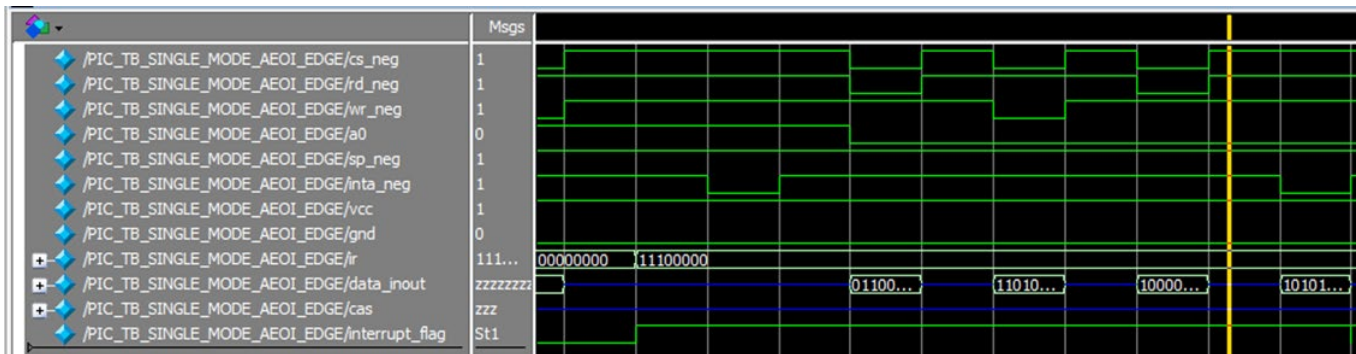 Msgs
/PIC_TB_SINGLE_MODE_AEOI_EDGE/cs_neg 1
/PIC_TB_SINGLE_MODE_AEOI_EDGE/rd_neg 1
/PIC_TB_SINGLE_MODE_AEOI_EDGE/wr_neg 1
/PIC_TB_SINGLE_MODE_AEOI_EDGE/a0 0
/PIC_TB_SINGLE_MODE_AEOI_EDGE/sp_neg 1
/PIC_TB_SINGLE_MODE_AEOI_EDGE/inta_neg 1
/PIC_TB_SINGLE_MODE_AEOI_EDGE/vcc 1
/PIC_TB_SINGLE_MODE_AEOI_EDGE/gnd 0
/PIC_TB_SINGLE_MODE_AEOI_EDGE/ir 111... 00000000 11100000
/PIC_TB_SINGLE_MODE_AEOI_EDGE/data_inout zzzzzzzz 01100... 11010... 10000... 10101...
/PIC_TB_SINGLE_MODE_AEOI_EDGE/cas zzz
/PIC_TB_SINGLE_MODE_AEOI_EDGE/interrupt_flag St1